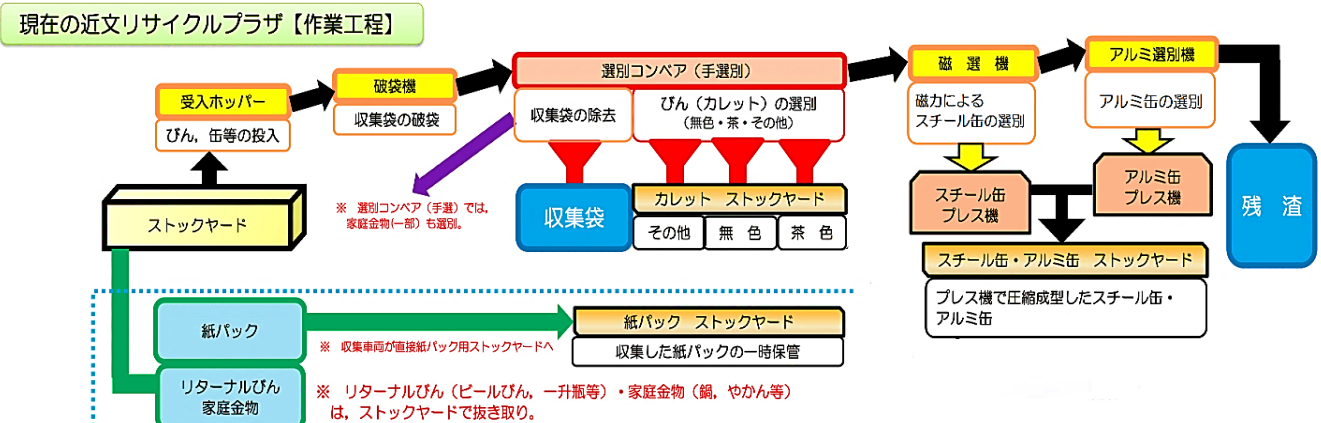 現在の近文リサイクルプラザ【作業工程】
受入ホッパー
びん，缶等の投入
破袋機
収集袋の破袋
選別コンベア（手選別）
収集袋の除去
びん（カレット）の選別
（無色・茶・その他）
磁　選　機
磁力による
スチール缶の選別
アルミ選別機
アルミ缶の選別
ストックヤード
※　選別コンベア（手選）では，
家庭金物(一部）も選別。
収集袋
カレット　ストックヤード
その他
無　色
茶　色
スチール缶
プレス機
アルミ缶
プレス機
残　渣
スチール缶・アルミ缶　ストックヤード
プレス機で圧縮成型したスチール缶・
アルミ缶
紙パック
※　収集車両が直接紙パック用ストックヤードへ
紙パック　ストックヤード
収集した紙パックの一時保管
リターナルびん
家庭金物
※　リターナルびん（ビールびん，一升瓶等）・家庭金物（鍋，やかん等）
は，ストックヤードで抜き取り。